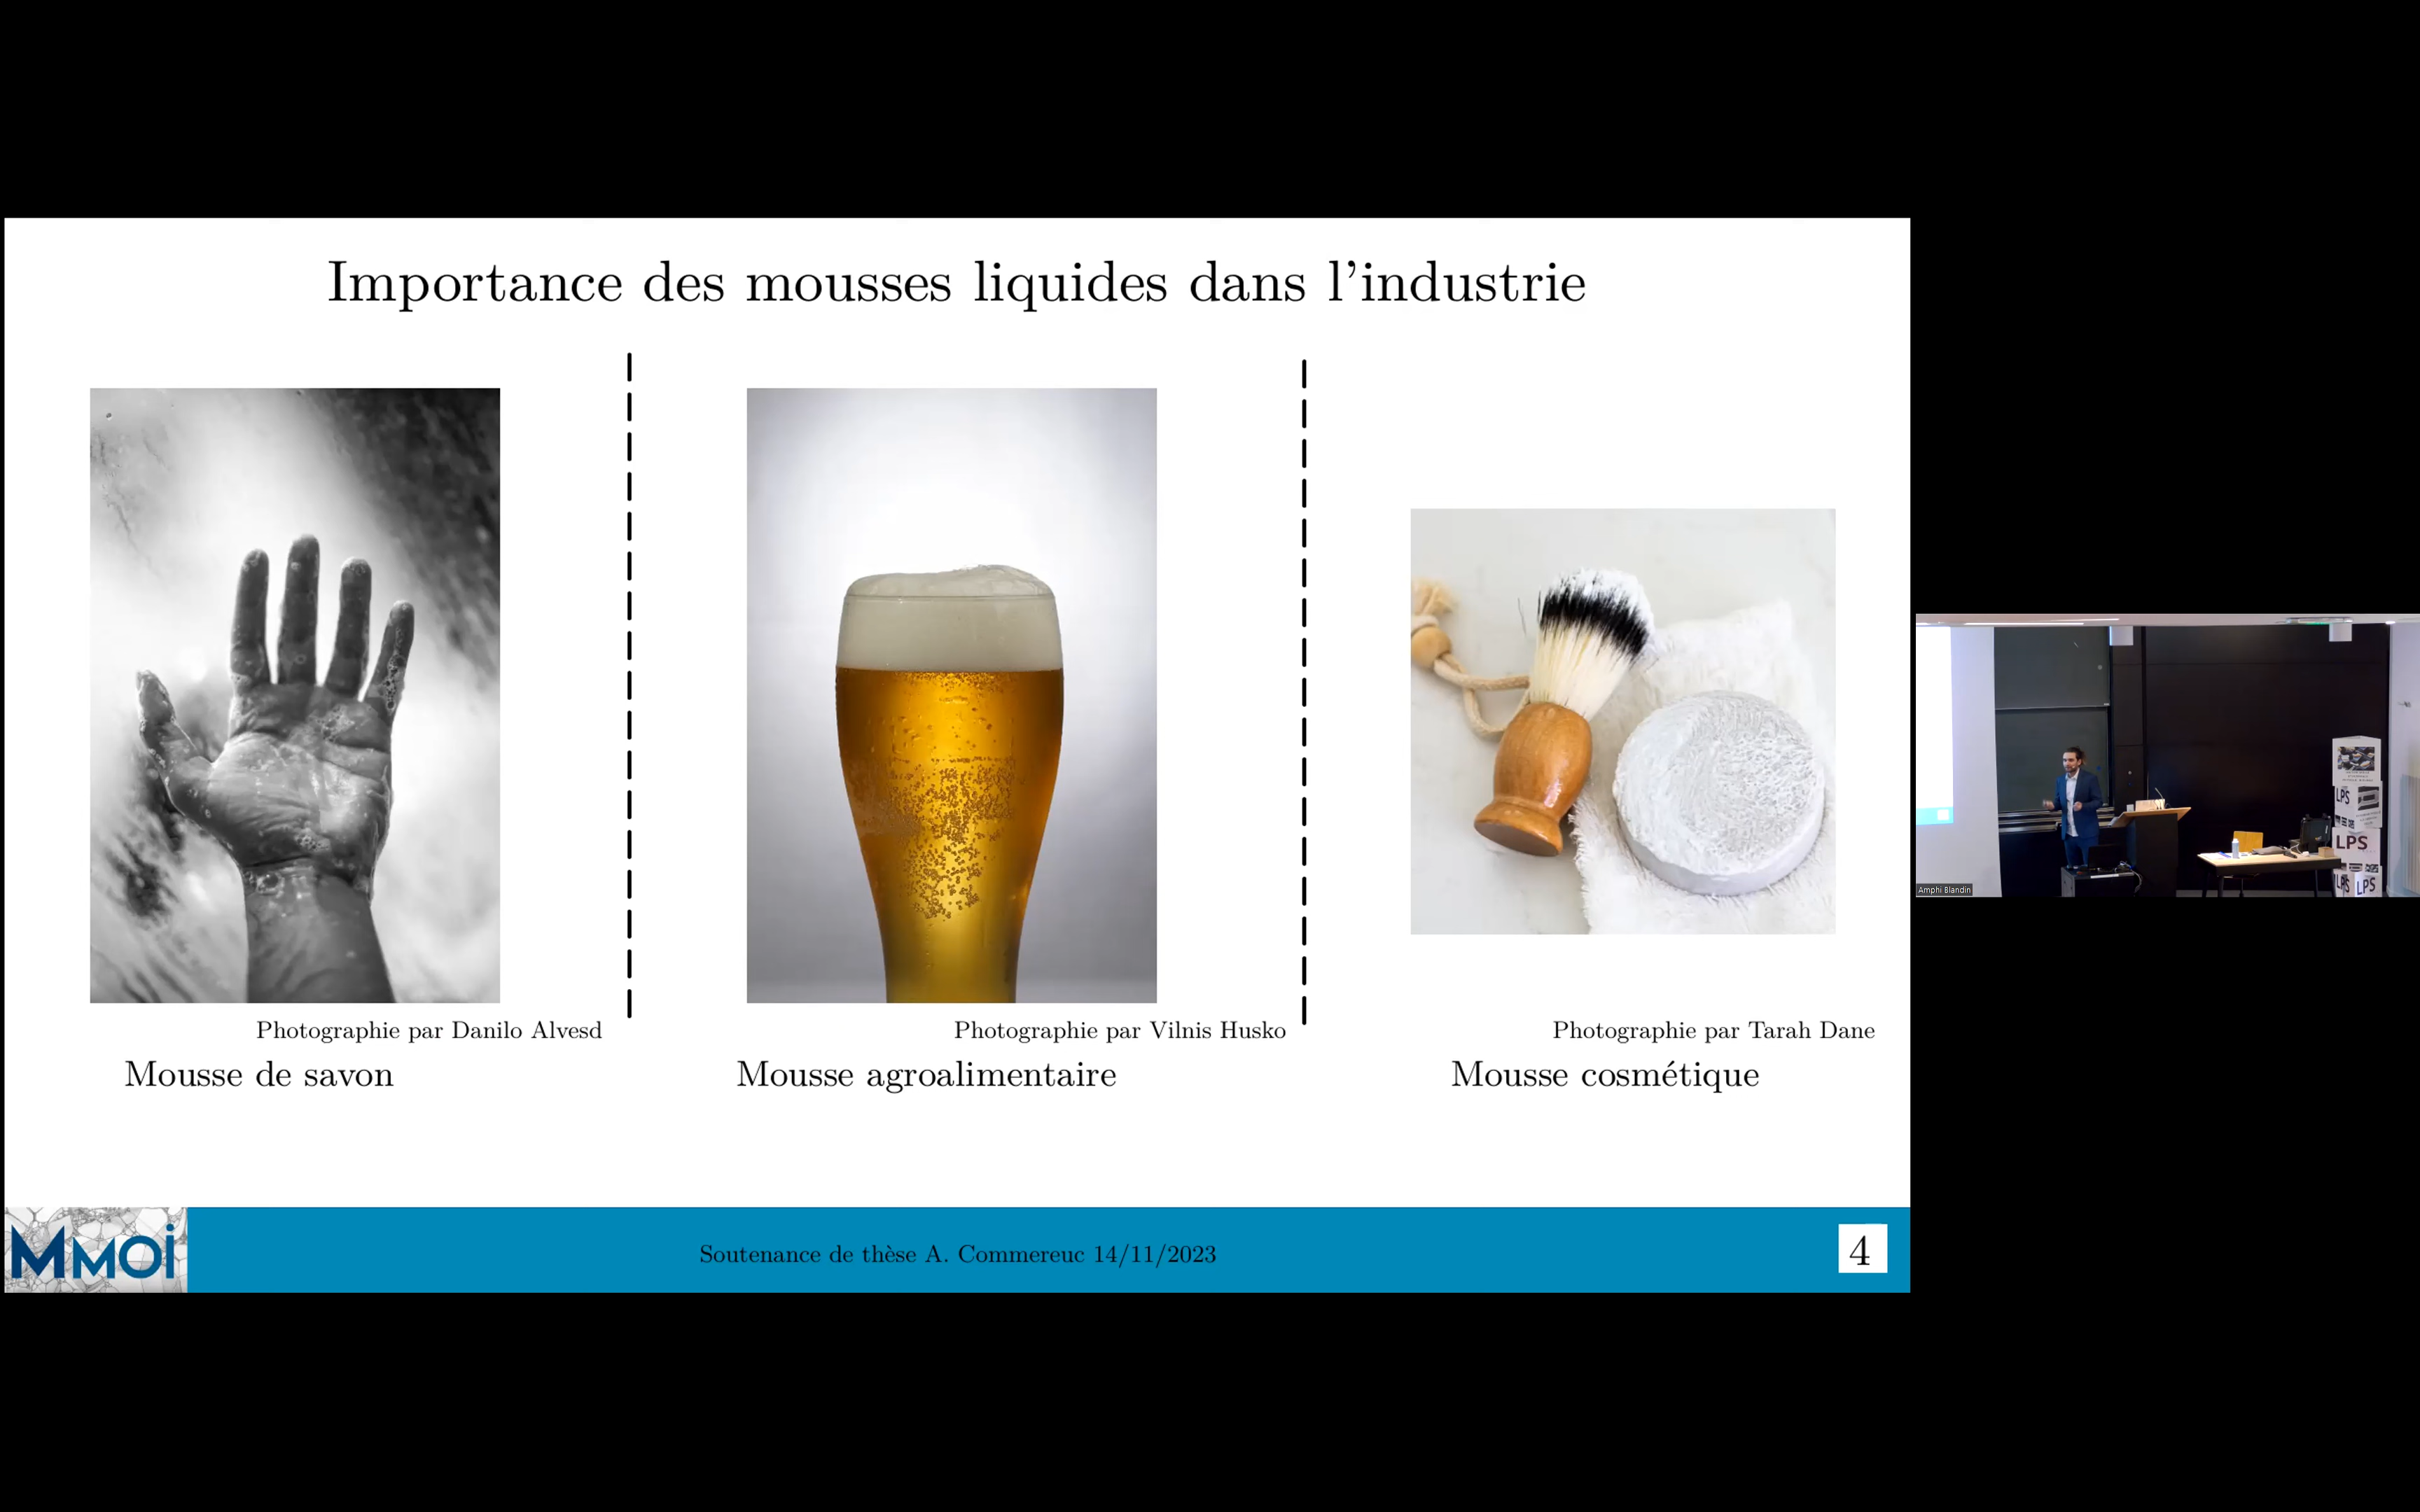 Importance des mousses liquides dans l'industrie
Photographie par Danilo Alvesd
Mousse de savon
Photographie par Vilnis Husko
Mousse agroalimentaire
Photographie par Tarah Dane
Mousse cosmétique
MMOi
Soutenance de thèse A. Commereuc 14/11/2023
4
Amphi Blandin
LPS
LPS
LPS
LPS